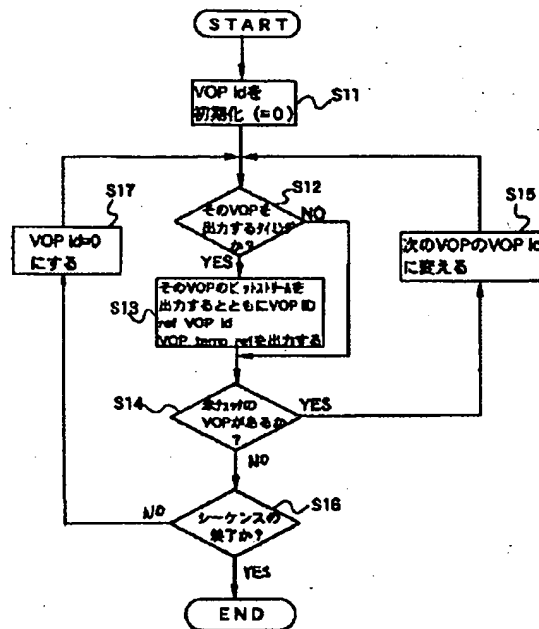 START
VOP idを
初期化 (=0)
S11
S12
そのVOPを
出力するタイミング
か?
NO
YES
S17
VOP id=0
にする
S15
次のVOPのVOP id
に変える
S13
そのVOPのビットストリームを
出力するとともにVOP ID
ref VOP id
VOP temp refを出力する
S14
未チェックの
VOPがあるか
?
YES
NO
S16
シーケンスの
終了か?
NO
YES
END